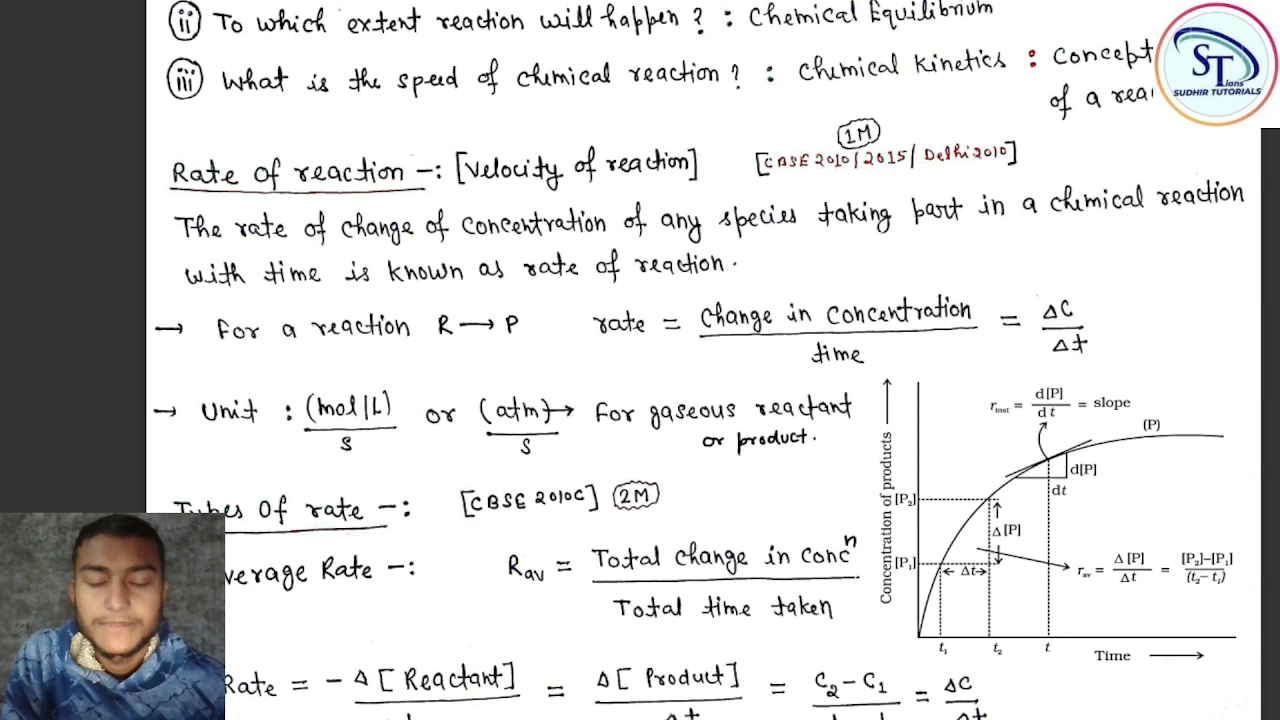 (ii) To which extent reaction will happen? : Chemical Equilibrium
(iii) What is the speed of chemical reaction? : chemical kinetics : concept
of a rea
ST
ians
SUDHIR TUTORIALS
1M
Rate of reaction -: [velocity of reaction] [CBSE 2010/2015/Delhi 2010]
The rate of change of concentration of any species taking part in a chemical reaction
with time is known as rate of reaction.
→ for a reaction R → P rate = change in concentration / time = ΔC / Δt
→ Unit : (mol/L) / s or (atm) / s → for gaseous reactant
or product.
Types Of rate -: [CBSE 2010C] 2M
verage Rate -: Rav = Total change in concⁿ / Total time taken
Rate = - Δ[Reactant] = Δ[Product] / Δt = C₂ - C₁ = ΔC / Δt
Concentration of products →
r_inst = d[P] / dt = slope
(P)
d[P]
dt
[P₂]
Δ[P]
[P₁]
Δt
r_av = Δ[P] / Δt = [P₂]–[P₁] / (t₂– t₁)
t₁ t₂ t
Time →